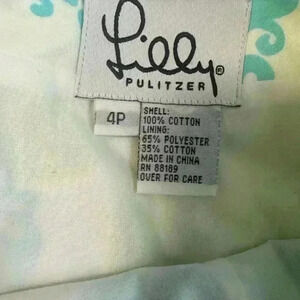 Lilly®
PULITZER
4P
SHELL:
100% COTTON
LINING:
65% POLYESTER
35% COTTON
MADE IN CHINA
RN 88189
OVER FOR CARE